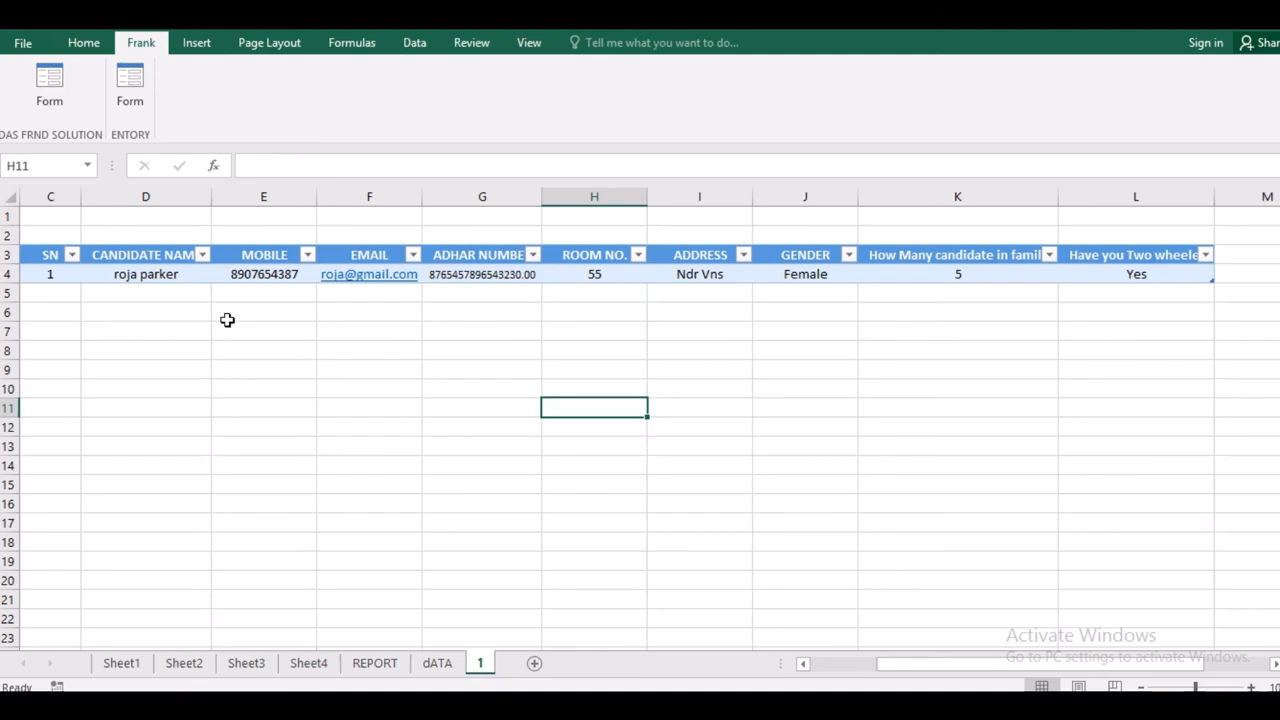 File Home Frank Insert Page Layout Formulas Data Review View Tell me what you want to do... Sign in Shar
Form Form
DAS FRND SOLUTION ENTORY
H11 fx
C D E F G H I J K L M
1
2
3 SN CANDIDATE NAM MOBILE EMAIL ADHAR NUMBE ROOM NO. ADDRESS GENDER How Many candidate in famil Have you Two wheele
4 1 roja parker 8907654387 roja@gmail.com 8765457896543230.00 55 Ndr Vns Female 5 Yes
5
6
7
8
9
10
11
12
13
14
15
16
17
18
19
20
21
22
23
Activate Windows
Go to PC settings to activate Windows.
Sheet1 Sheet2 Sheet3 Sheet4 REPORT dATA 1
Ready 10